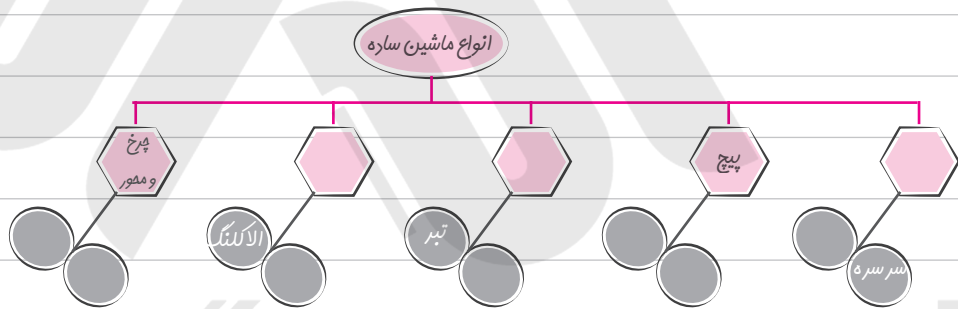 انواع ماشین ساده
پیچ
چرخ
و محور
تبر
الاکلنگ
سرسره